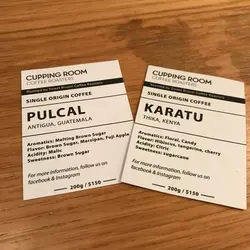 CUPPING ROOM
COFFEE ROASTERS
SINGLE ORIGIN COFFEE
PULCAL
ANTIGUA, GUATEMALA
Aromatics: Melting Brown Sugar
Flavor: Brown Sugar, Marzipan, Fuji Apple
Acidity: Malic
Sweetness: Brown Sugar
For more information, follow us on
facebook & Instagram
200g / $150
CUPPING ROOM
COFFEE ROASTERS
SINGLE ORIGIN COFFEE
KARATU
THIKA, KENYA
Aromatics: Floral, Candy
Flavor: Hibiscus, tangerine, cherry
Acidity: Citric
Sweetness: sugarcane
For more information, follow us on
facebook & Instagram
200g / $150